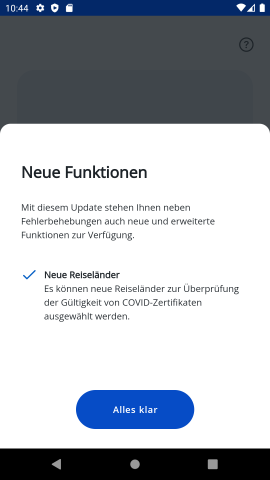 10:44
?
Neue Funktionen
Mit diesem Update stehen Ihnen neben
Fehlerbehebungen auch neue und erweiterte
Funktionen zur Verfügung.
Neue Reiseländer
Es können neue Reiseländer zur Überprüfung
der Gültigkeit von COVID-Zertifikaten
ausgewählt werden.
Alles klar